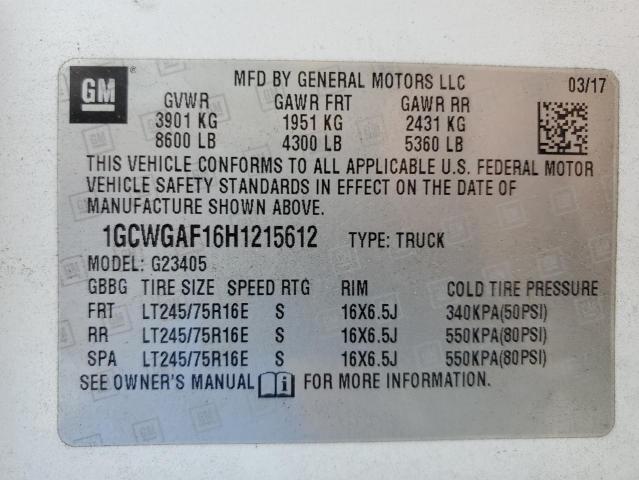 GM
MFD BY GENERAL MOTORS LLC 03/17
GVWR GAWR FRT GAWR RR
3901 KG 1951 KG 2431 KG
8600 LB 4300 LB 5360 LB
THIS VEHICLE CONFORMS TO ALL APPLICABLE U.S. FEDERAL MOTOR
VEHICLE SAFETY STANDARDS IN EFFECT ON THE DATE OF
MANUFACTURE SHOWN ABOVE.
1GCWGAF16H1215612 TYPE: TRUCK
MODEL: G23405
GBBG TIRE SIZE SPEED RTG RIM COLD TIRE PRESSURE
FRT LT245/75R16E S 16X6.5J 340KPA(50PSI)
RR LT245/75R16E S 16X6.5J 550KPA(80PSI)
SPA LT245/75R16E S 16X6.5J 550KPA(80PSI)
SEE OWNER'S MANUAL FOR MORE INFORMATION.